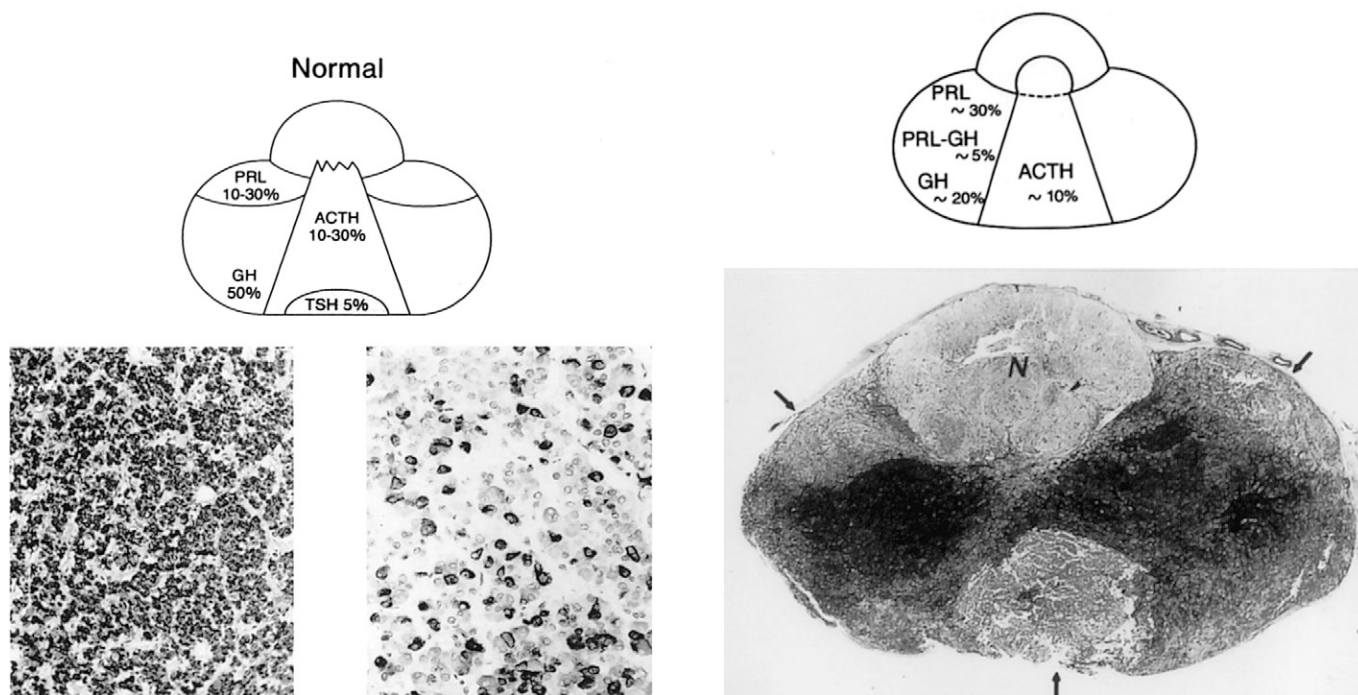 Normal
PRL
10-30%
ACTH
10-30%
GH
50%
TSH 5%
PRL
~ 30%
PRL-GH
~ 5%
GH
~ 20%
ACTH
~ 10%
N